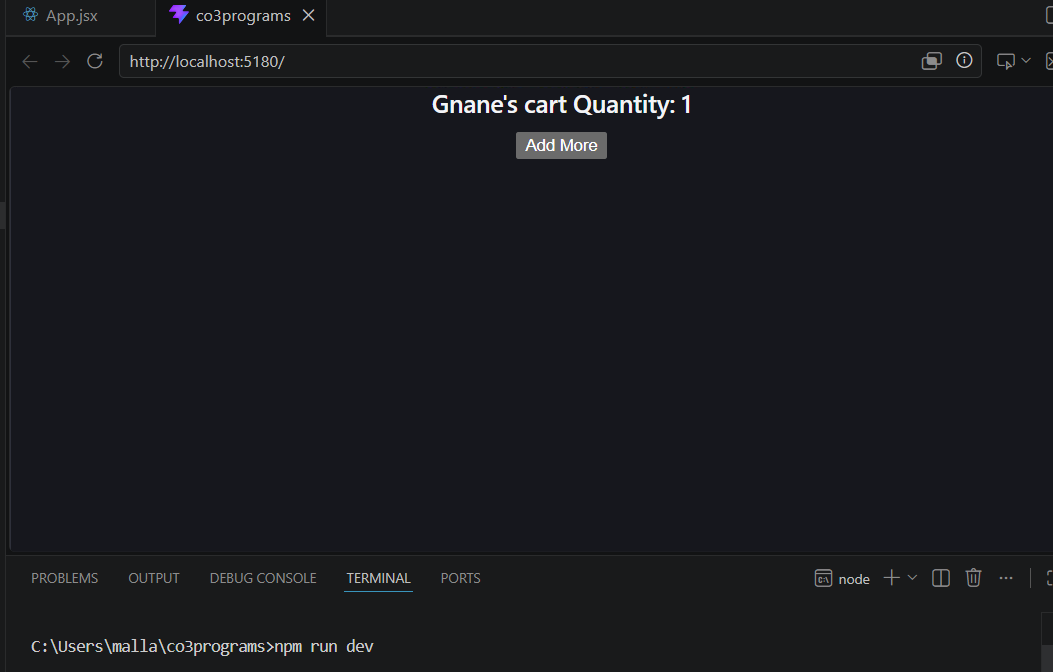 App.jsx co3programs
http://localhost:5180/
Gnane's cart Quantity: 1
Add More
PROBLEMS OUTPUT DEBUG CONSOLE TERMINAL PORTS
node
C:\Users\malla\co3programs>npm run dev